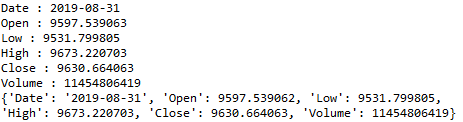 Date : 2019-08-31
Open : 9597.539063
Low : 9531.799805
High : 9673.220703
Close : 9630.664063
Volume : 11454806419
{'Date': '2019-08-31', 'Open': 9597.539062, 'Low': 9531.799805,
'High': 9673.220703, 'Close': 9630.664063, 'Volume': 11454806419}